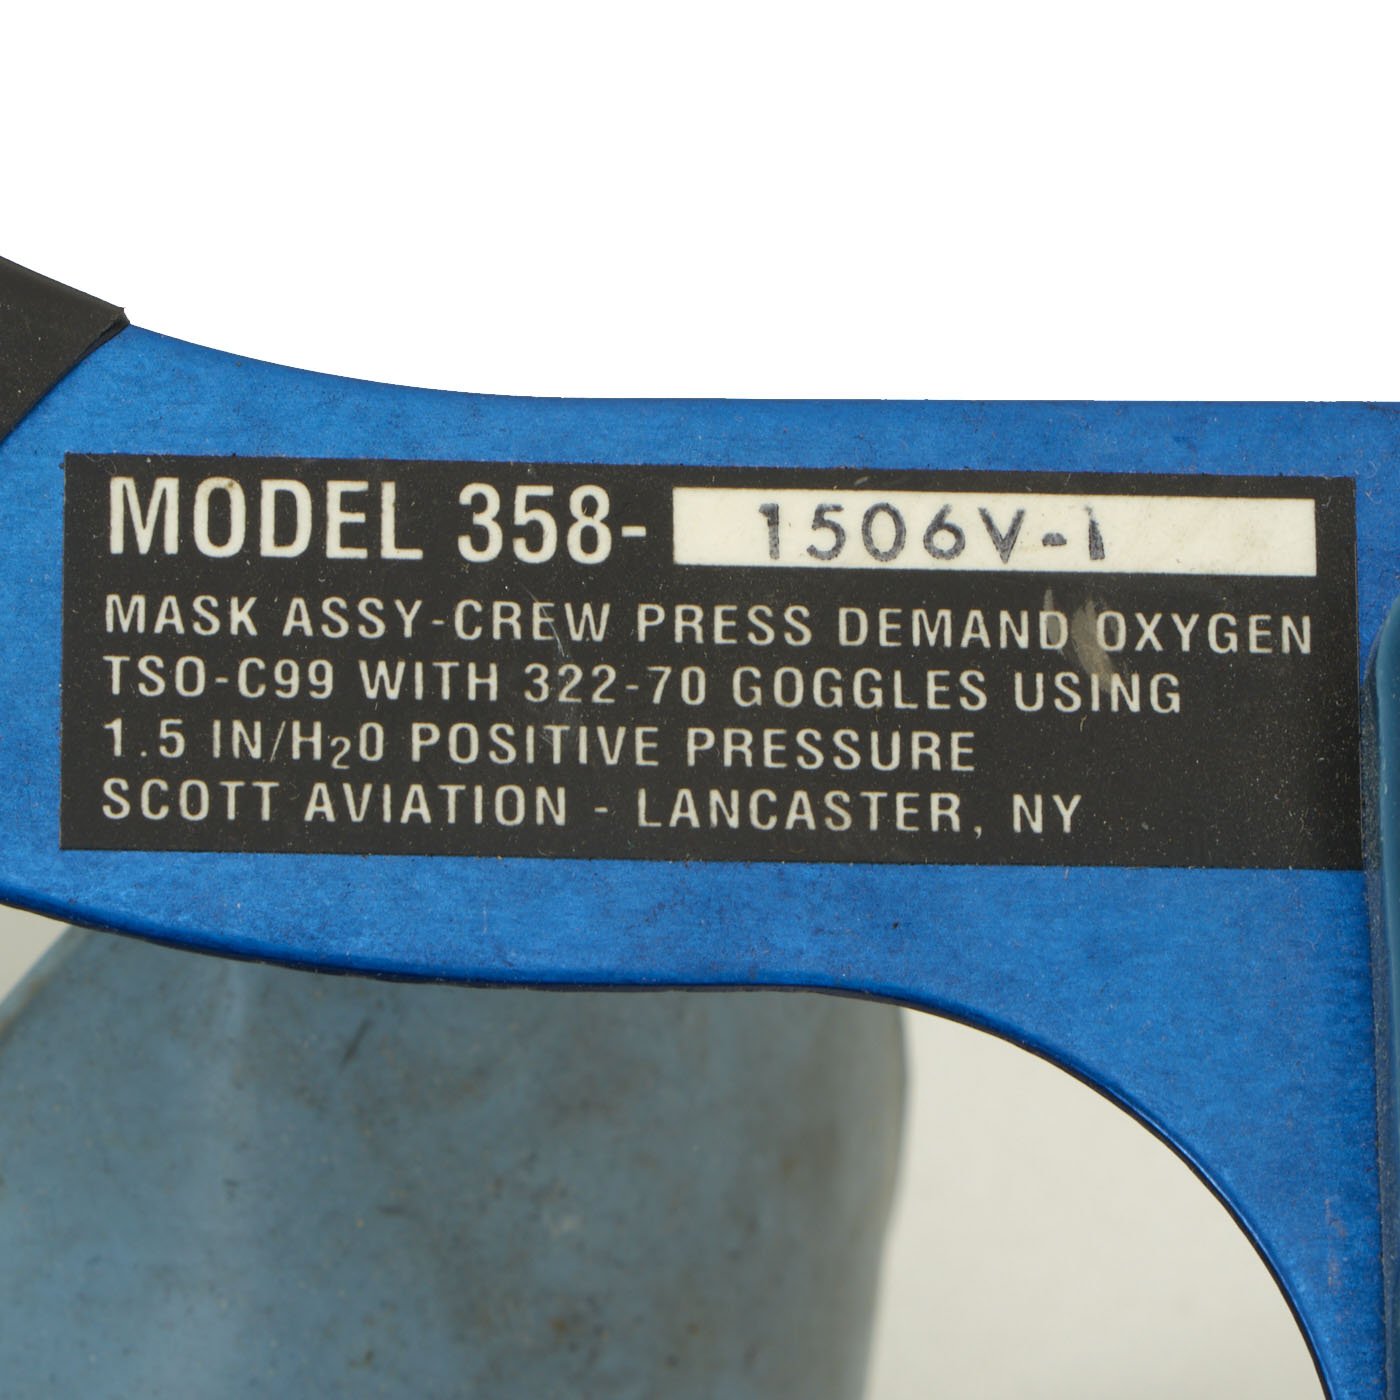 MODEL 358- 1506V-1
MASK ASSY-CREW PRESS DEMAND OXYGEN
TSO-C99 WITH 322-70 GOGGLES USING
1.5 IN/H₂0 POSITIVE PRESSURE
SCOTT AVIATION - LANCASTER, NY